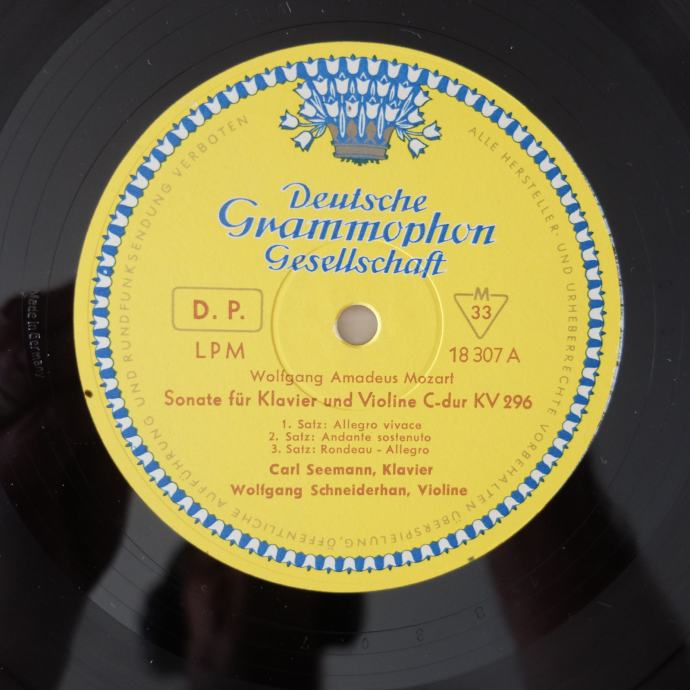 Deutsche
Grammophon
Gesellschaft
D. P.
M
33
LPM
18 307 A
Wolfgang Amadeus Mozart
Sonate für Klavier und Violine C-dur KV 296
1. Satz: Allegro vivace
2. Satz: Andante sostenuto
3. Satz: Rondeau - Allegro
Carl Seemann, Klavier
Wolfgang Schneiderhan, Violine
ALLE HERSTELLER- UND URHEBERRECHTE VORBEHALTEN ÜBERSPIELUNG, ÖFFENTLICHE AUFFÜHRUNG UND RUNDFUNKSENDUNG VERBOTEN
Made in Germany